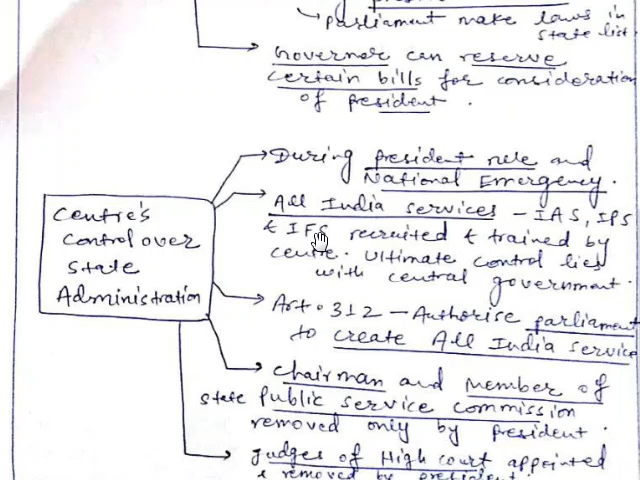 parliament make laws in
state list.
Governor can reserve
certain bills for consideration
of president.
During president rule and
National Emergency.
Centre's
Control over
State
Administration
All India services - IAS, IPS
& IFS recruited & trained by
centre. Ultimate control lies
with central government.
Art. 312 - Authorise parliament
to create All India service
Chairman and Member of
state Public Service commission
removed only by president.
Judges of High court appointed
& removed by president.